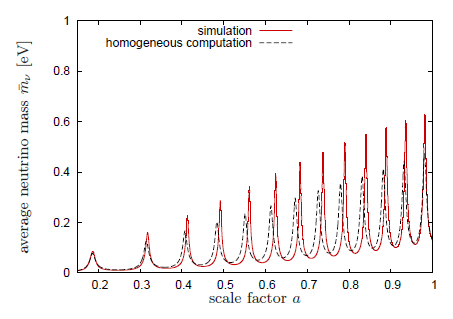 1
0.8
0.6
0.4
0.2
0
average neutrino mass m̄ν [eV]
simulation
homogeneous computation
0.2 0.3 0.4 0.5 0.6 0.7 0.8 0.9 1
scale factor a